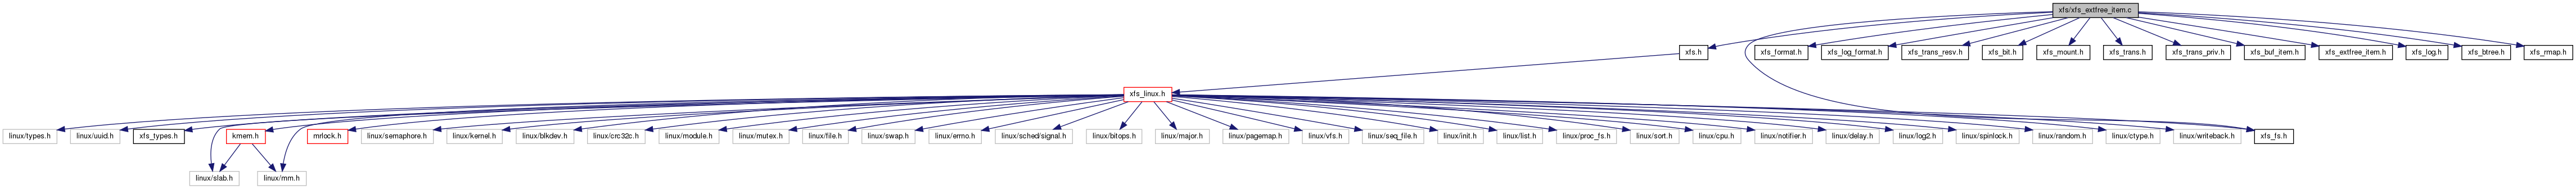 xfs/xfs_extfree_item.c
xfs.h
xfs_format.h
xfs_log_format.h
xfs_trans_resv.h
xfs_bit.h
xfs_mount.h
xfs_trans.h
xfs_trans_priv.h
xfs_buf_item.h
xfs_extfree_item.h
xfs_log.h
xfs_btree.h
xfs_rmap.h
xfs_linux.h
linux/types.h
linux/uuid.h
xfs_types.h
kmem.h
mrlock.h
linux/semaphore.h
linux/kernel.h
linux/blkdev.h
linux/crc32c.h
linux/module.h
linux/mutex.h
linux/file.h
linux/swap.h
linux/errno.h
linux/sched/signal.h
linux/bitops.h
linux/major.h
linux/pagemap.h
linux/vfs.h
linux/seq_file.h
linux/init.h
linux/list.h
linux/proc_fs.h
linux/sort.h
linux/cpu.h
linux/notifier.h
linux/delay.h
linux/log2.h
linux/spinlock.h
linux/random.h
linux/ctype.h
linux/writeback.h
xfs_fs.h
linux/slab.h
linux/mm.h